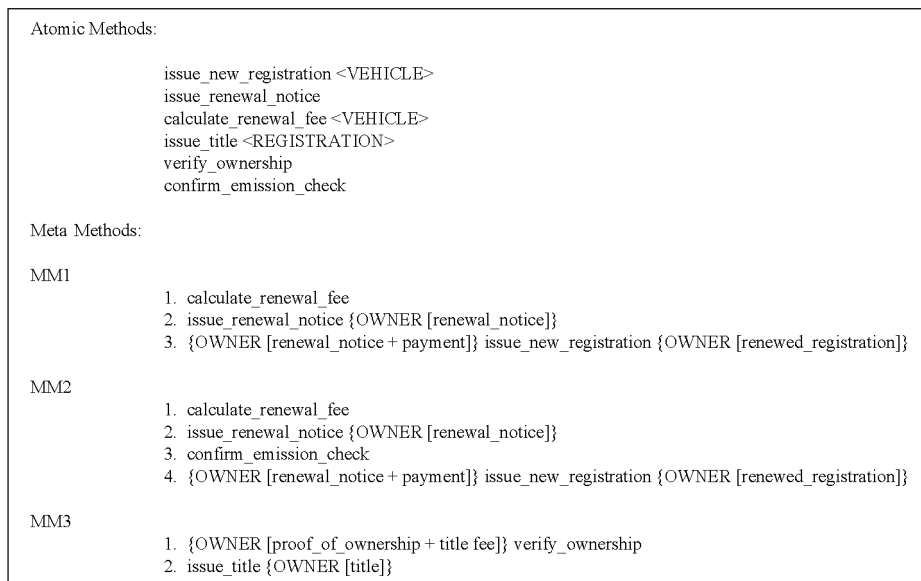 Atomic Methods:
issue_new_registration <VEHICLE>
issue_renewal_notice
calculate_renewal_fee <VEHICLE>
issue_title <REGISTRATION>
verify_ownership
confirm_emission_check
Meta Methods:
MM1
1. calculate_renewal_fee
2. issue_renewal_notice {OWNER [renewal_notice]}
3. {OWNER [renewal_notice + payment]} issue_new_registration {OWNER [renewed_registration]}
MM2
1. calculate_renewal_fee
2. issue_renewal_notice {OWNER [renewal_notice]}
3. confirm_emission_check
4. {OWNER [renewal_notice + payment]} issue_new_registration {OWNER [renewed_registration]}
MM3
1. {OWNER [proof_of_ownership + title fee]} verify_ownership
2. issue_title {OWNER [title]}